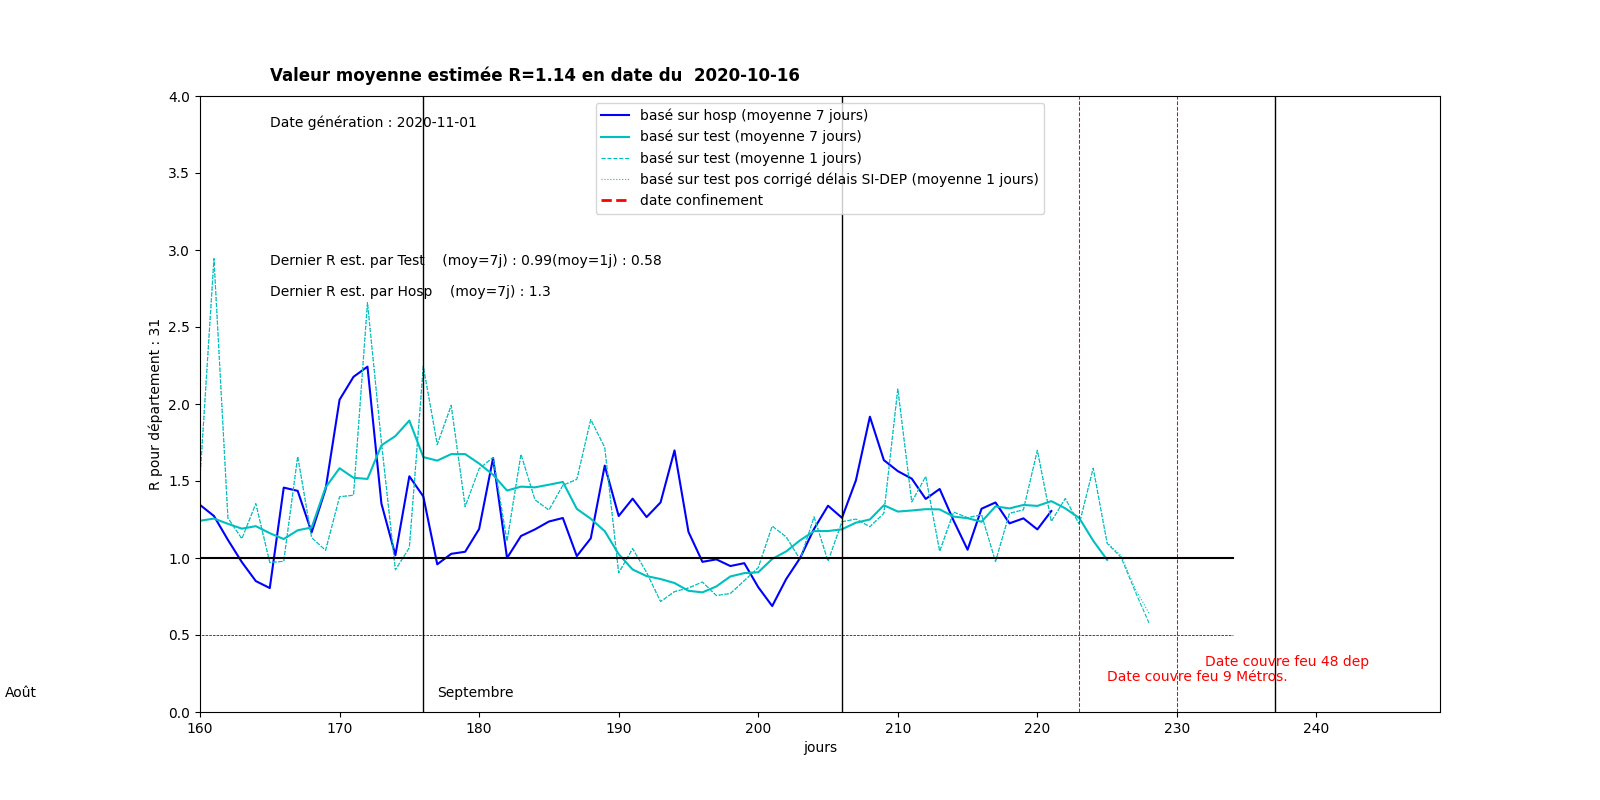 Valeur moyenne estimée R=1.14 en date du  2020-10-16
Date génération : 2020-11-01
basé sur hosp (moyenne 7 jours)
basé sur test (moyenne 7 jours)
basé sur test (moyenne 1 jours)
basé sur test pos corrigé délais SI-DEP (moyenne 1 jours)
date confinement
Dernier R est. par Test    (moy=7j) : 0.99(moy=1j) : 0.58
Dernier R est. par Hosp    (moy=7j) : 1.3
R pour département : 31
4.0
3.5
3.0
2.5
2.0
1.5
1.0
0.5
0.0
Date couvre feu 48 dep
Date couvre feu 9 Métros.
Août
Septembre
160 170 180 190 200 210 220 230 240
jours